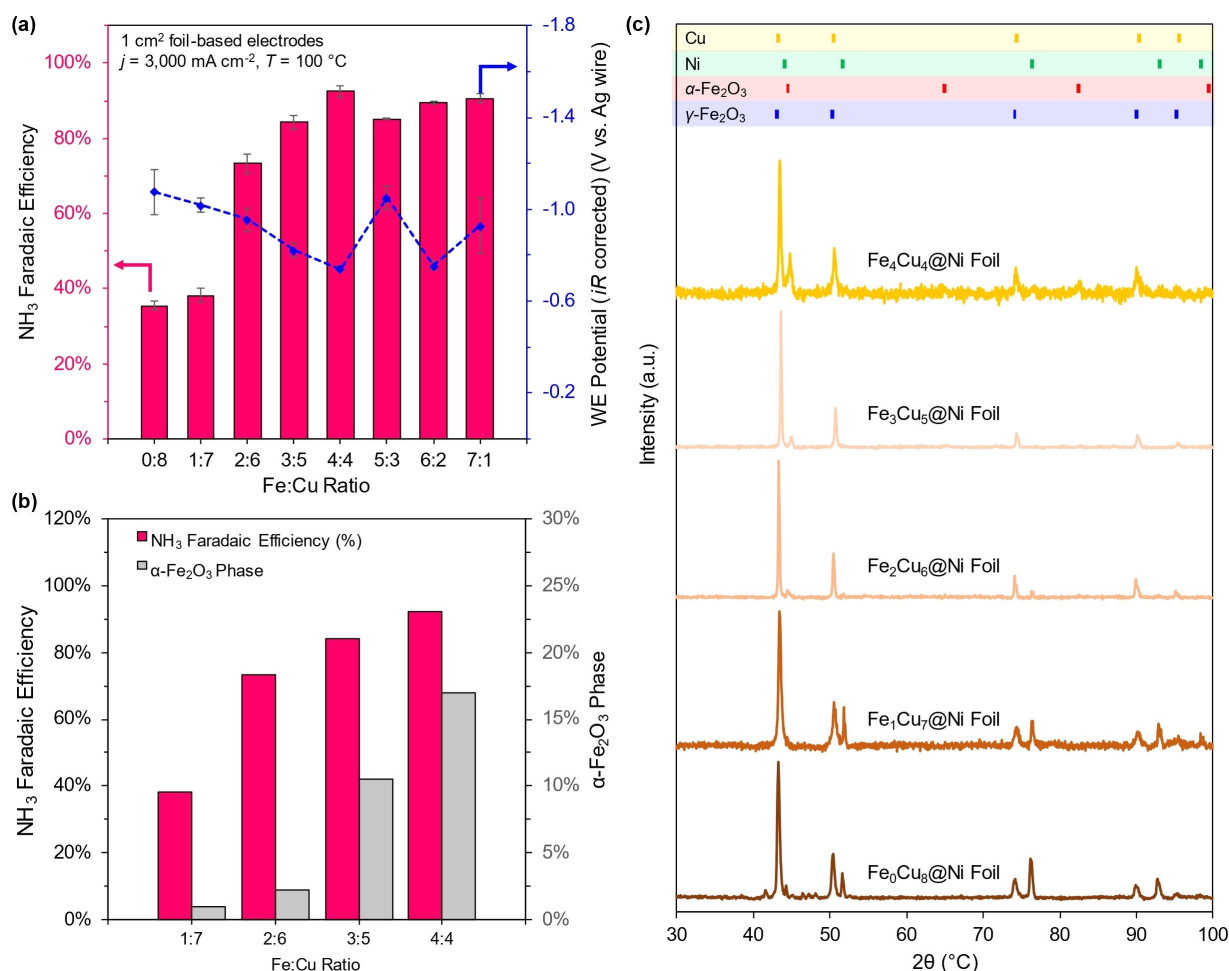 (a)
1 cm² foil-based electrodes
j = 3,000 mA cm⁻², T = 100 °C
NH₃ Faradaic Efficiency
100%
80%
60%
40%
20%
0%
-1.8
-1.4
-1.0
-0.6
-0.2
WE Potential (iR corrected) (V vs. Ag wire)
0:8 1:7 2:6 3:5 4:4 5:3 6:2 7:1
Fe:Cu Ratio
(b)
NH₃ Faradaic Efficiency (%)
α-Fe₂O₃ Phase
NH₃ Faradaic Efficiency
120%
100%
80%
60%
40%
20%
0%
30%
25%
20%
15%
10%
5%
0%
α-Fe₂O₃ Phase
1:7 2:6 3:5 4:4
Fe:Cu Ratio
(c)
Cu
Ni
α-Fe₂O₃
γ-Fe₂O₃
Fe₄Cu₄@Ni Foil
Fe₃Cu₅@Ni Foil
Fe₂Cu₆@Ni Foil
Fe₁Cu₇@Ni Foil
Fe₀Cu₈@Ni Foil
Intensity (a.u.)
30 40 50 60 70 80 90 100
2θ (°C)